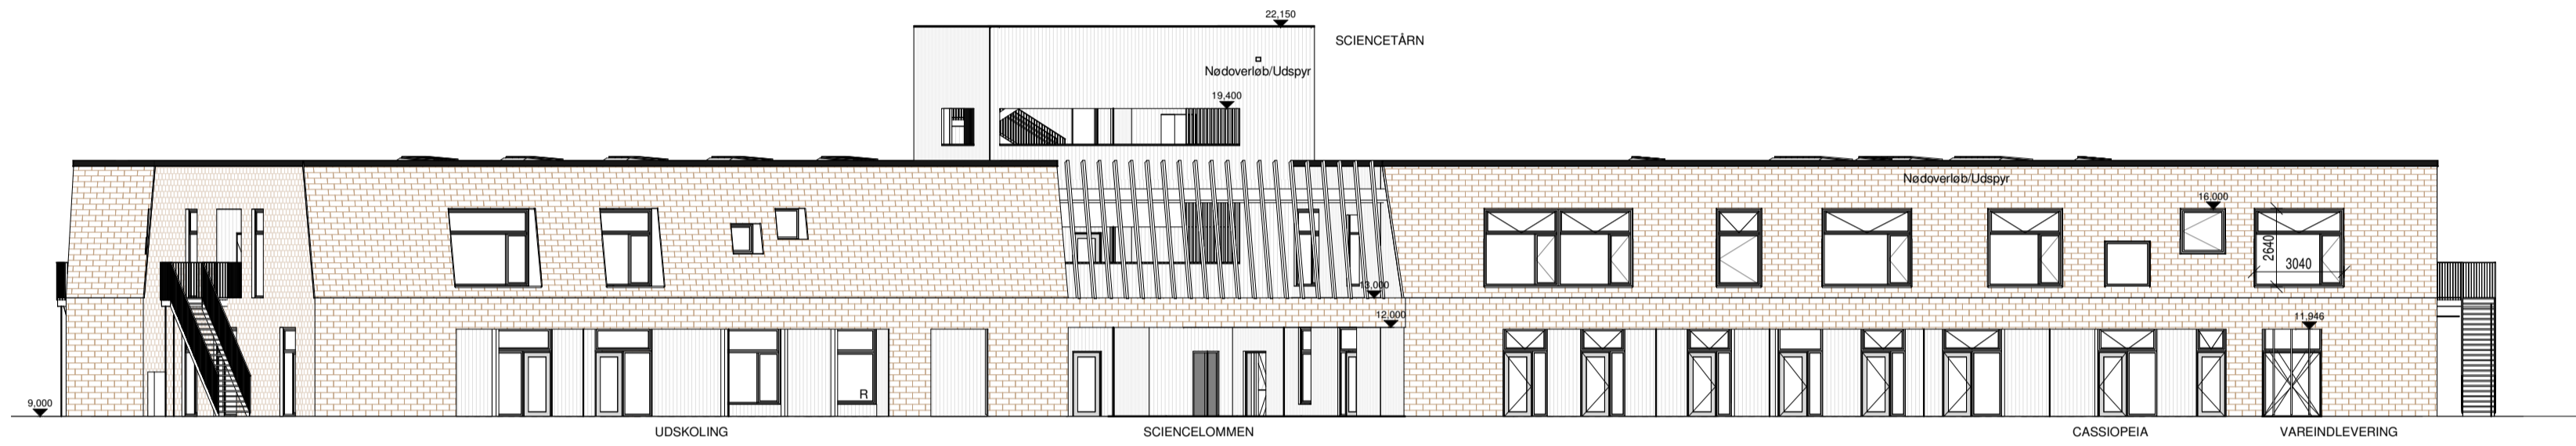 22,150
SCIENCETÅRN
Nødoverløb/Udspyr
19,400
Nødoverløb/Udspyr
16,000
2640
3040
13,000
12,000
11,946
R
9,000
UDSKOLING
SCIENCELOMMEN
CASSIOPEIA
VAREINDLEVERING